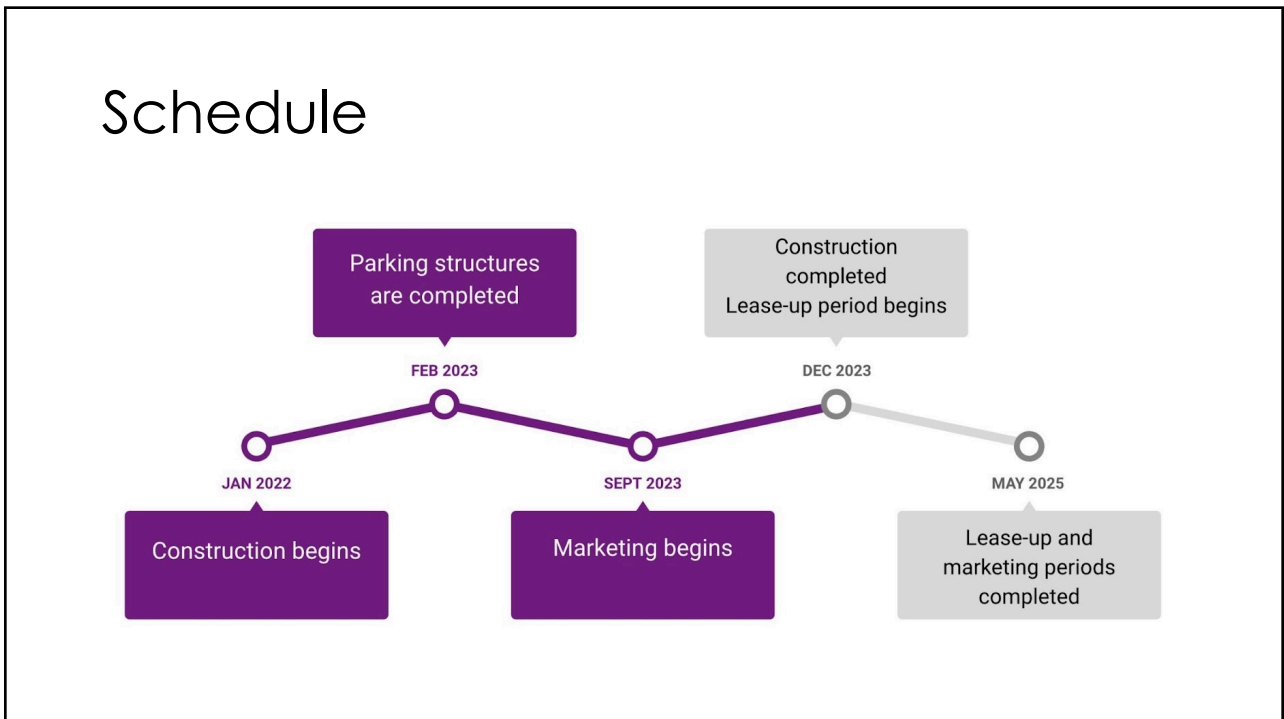 Schedule
Parking structures
are completed
Construction
completed
Lease-up period begins
FEB 2023
DEC 2023
JAN 2022
SEPT 2023
MAY 2025
Construction begins
Marketing begins
Lease-up and
marketing periods
completed